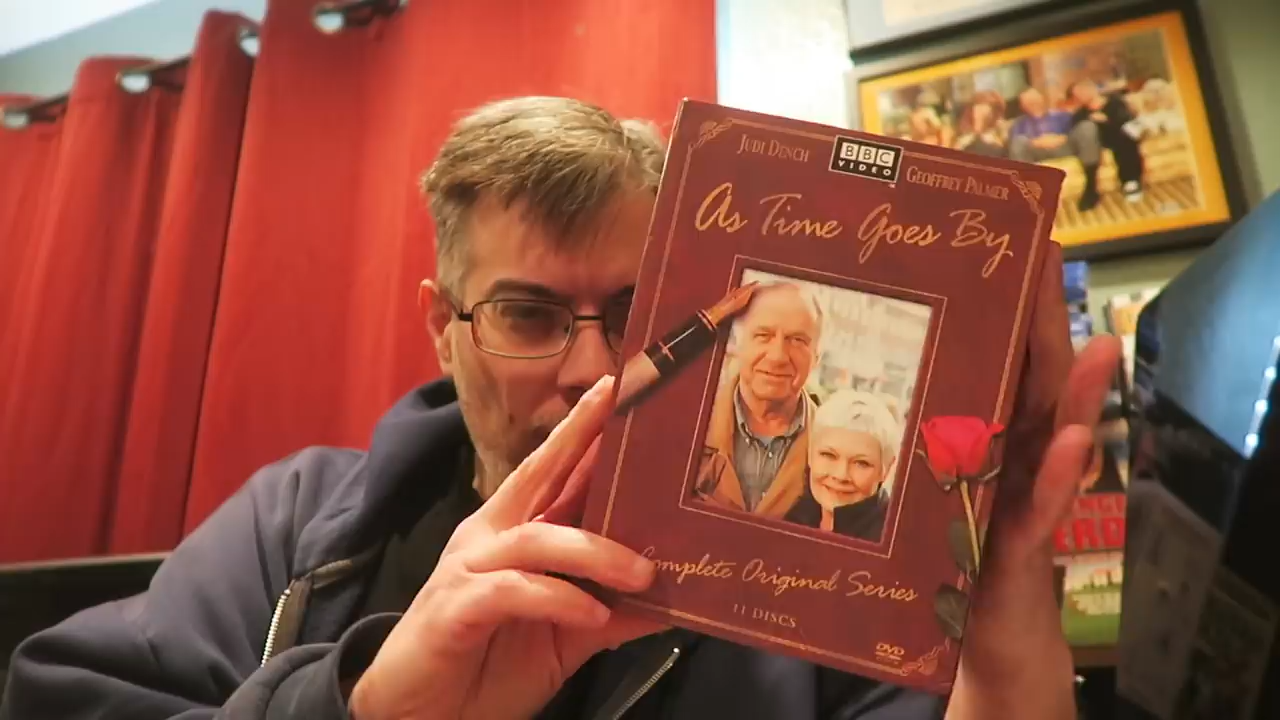 JUDI DENCH
BBC
VIDEO
GEOFFREY PALMER
As Time Goes By
Complete Original Series
11 DISCS
DVD